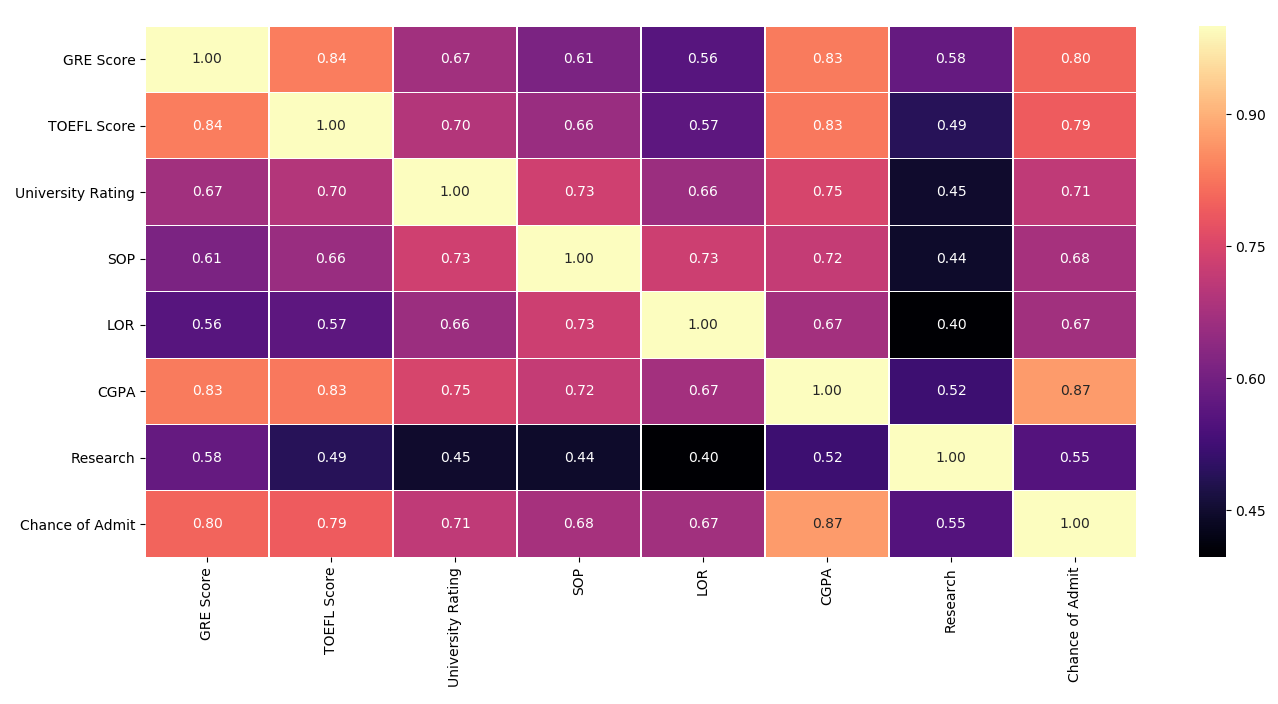 GRE Score 1.00 0.84 0.67 0.61 0.56 0.83 0.58 0.80
TOEFL Score 0.84 1.00 0.70 0.66 0.57 0.83 0.49 0.79
University Rating 0.67 0.70 1.00 0.73 0.66 0.75 0.45 0.71
SOP 0.61 0.66 0.73 1.00 0.73 0.72 0.44 0.68
LOR 0.56 0.57 0.66 0.73 1.00 0.67 0.40 0.67
CGPA 0.83 0.83 0.75 0.72 0.67 1.00 0.52 0.87
Research 0.58 0.49 0.45 0.44 0.40 0.52 1.00 0.55
Chance of Admit 0.80 0.79 0.71 0.68 0.67 0.87 0.55 1.00
GRE Score
TOEFL Score
University Rating
SOP
LOR
CGPA
Research
Chance of Admit
0.90
0.75
0.60
0.45